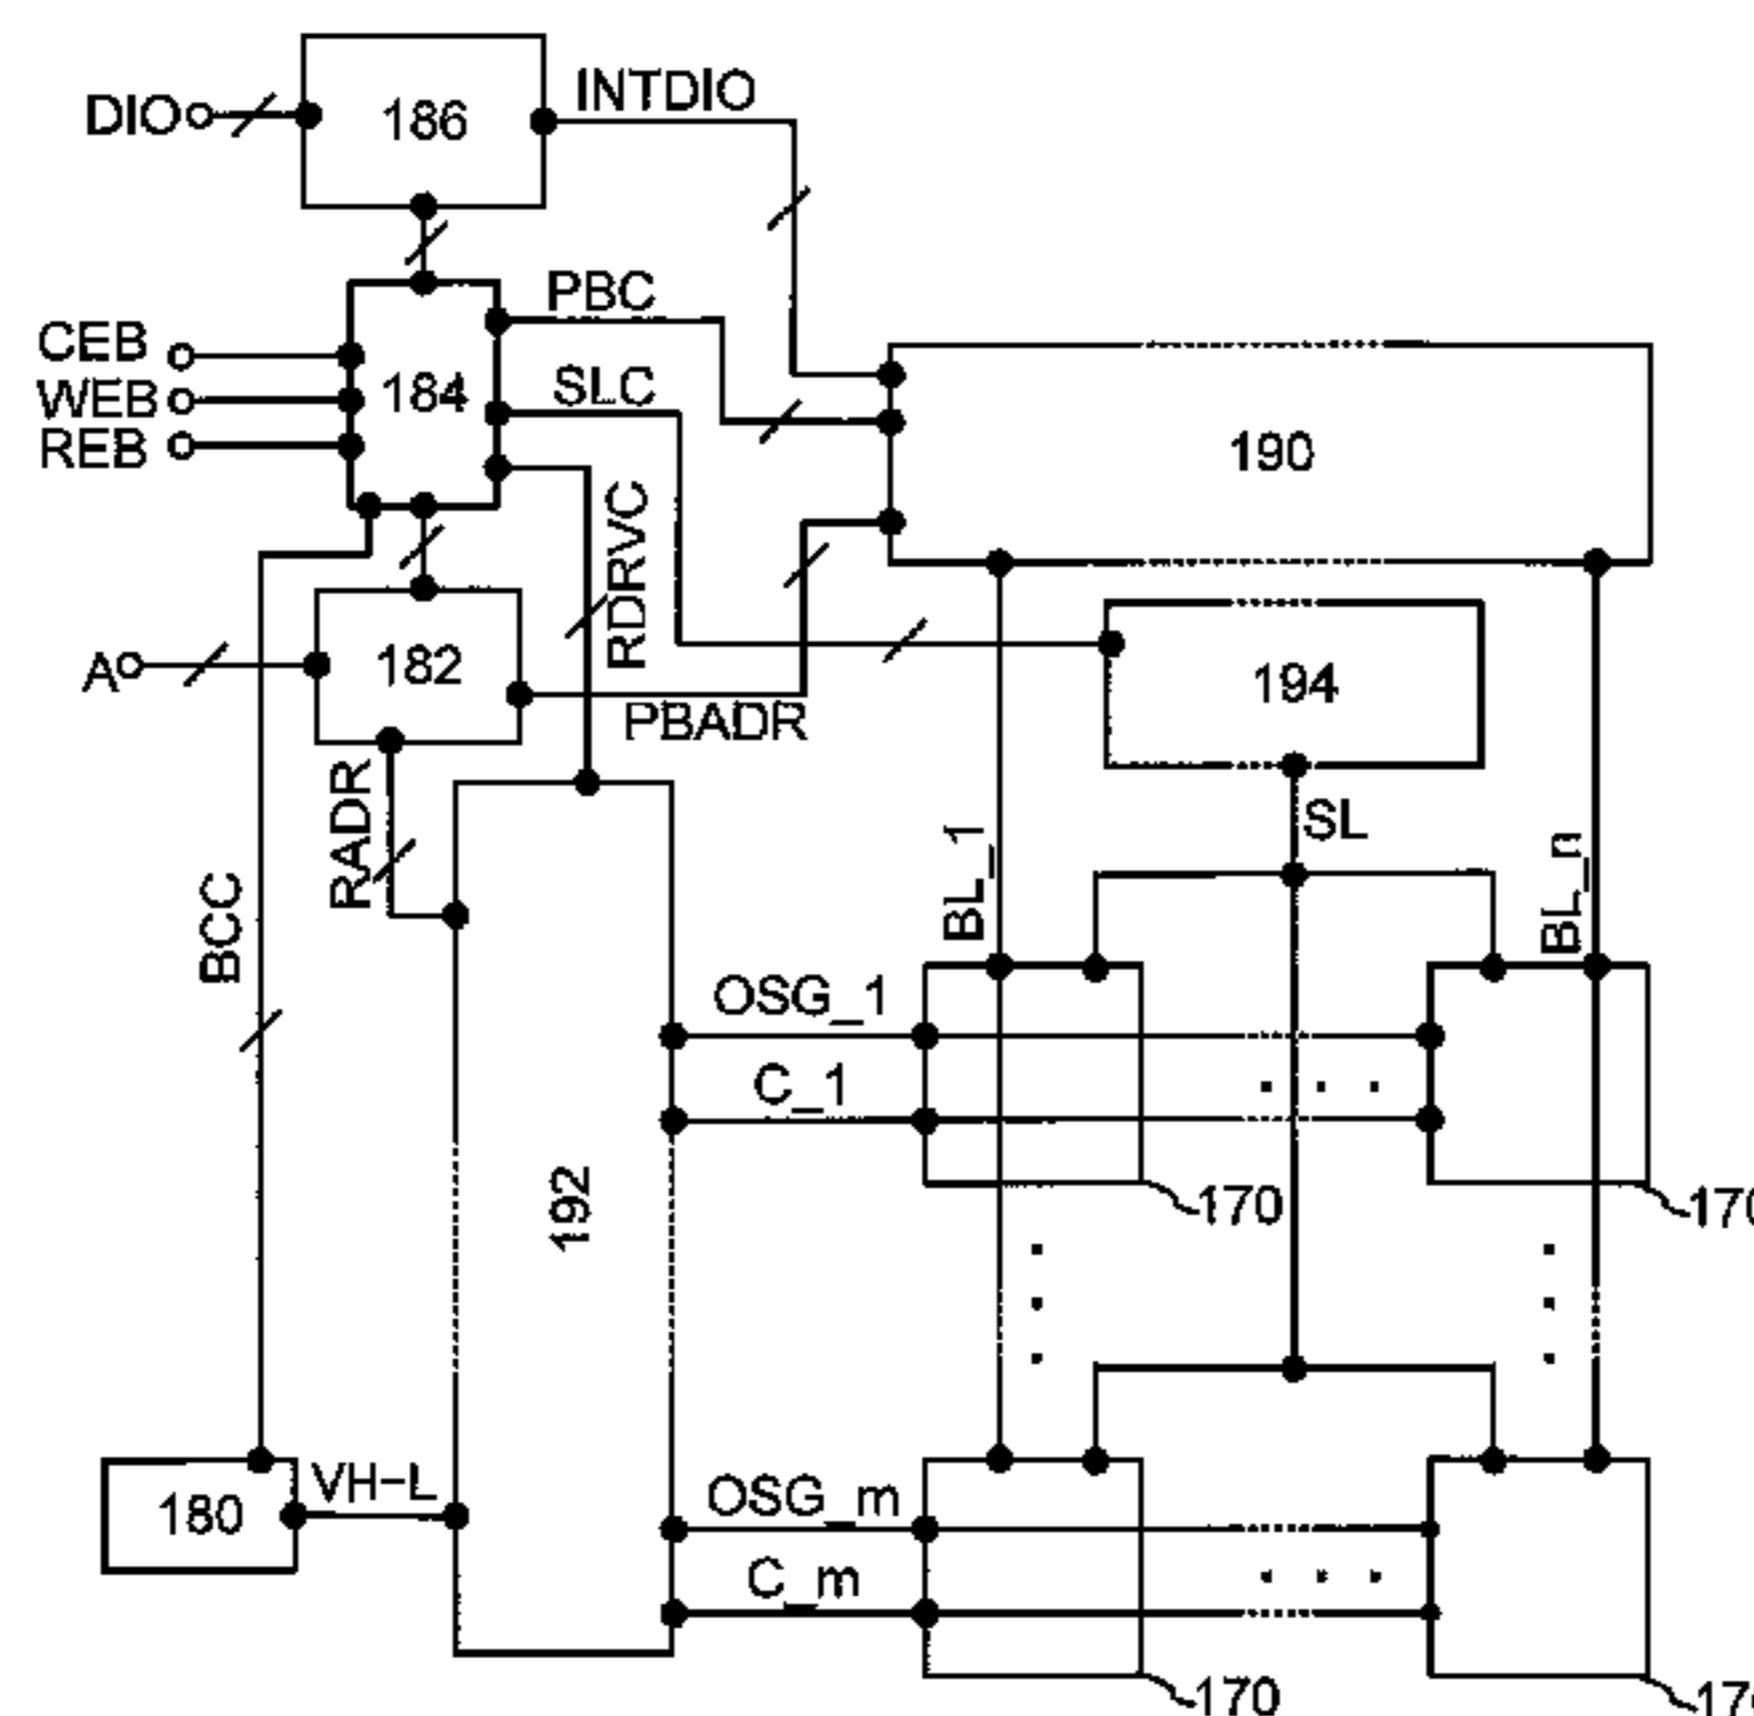 DIO
186
INTDIO
CEB
WEB
REB
184
PBC
SLC
RDRVC
190
A
182
PBADR
194
RADR
SL
BCC
BL_1
BL_n
OSG_1
C_1
192
170
170
180
VH-L
OSG_m
C_m
170